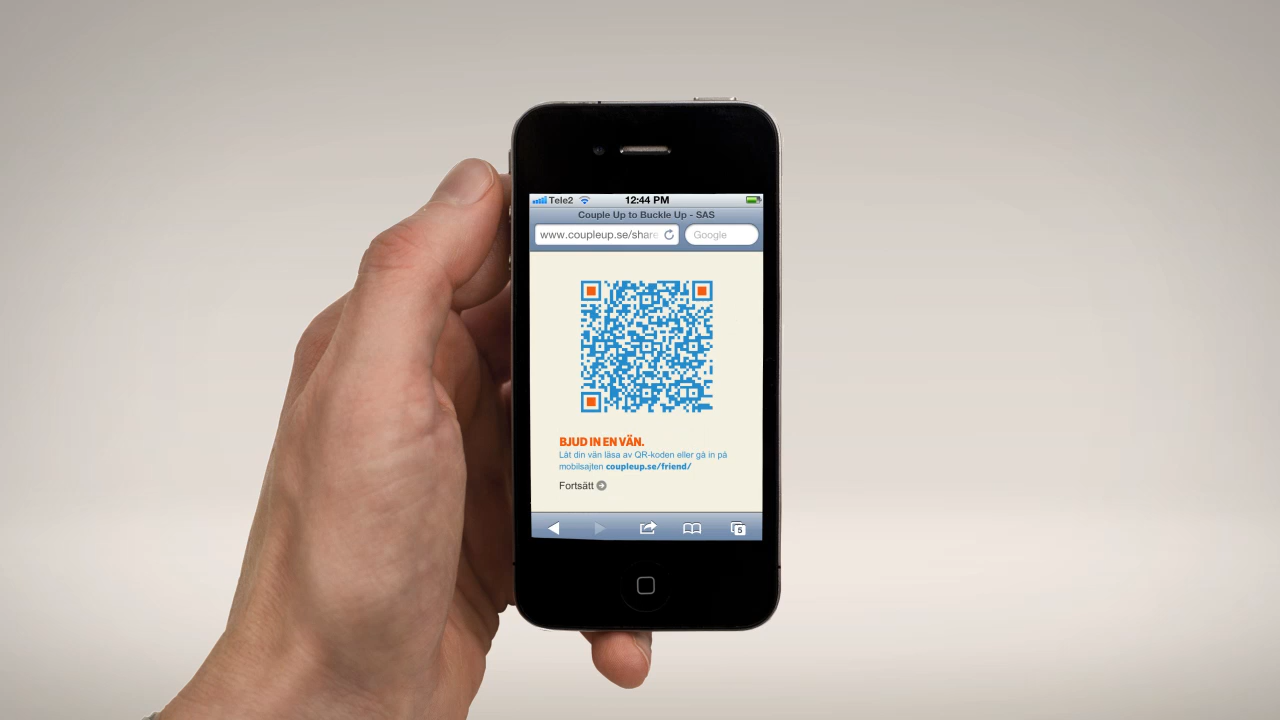 Tele2 12:44 PM
Couple Up to Buckle Up - SAS
www.coupleup.se/share Google
BJUD IN EN VÄN.
Låt din vän läsa av QR-koden eller gå in på
mobilsajten coupleup.se/friend/
Fortsätt
5